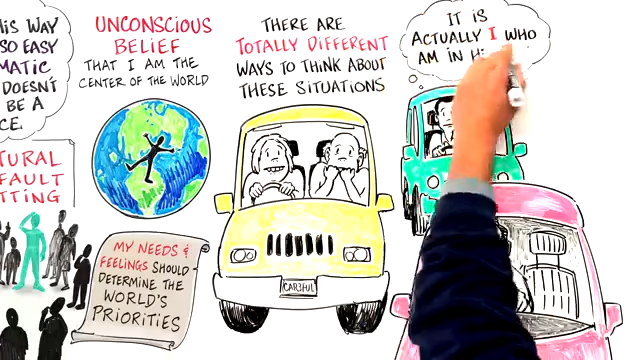 HIS WAY
SO EASY
MATIC
DOESN'T
BE A
CE.
TURAL
FAULT
TTING
UNCONSCIOUS
BELIEF
THAT I AM THE
CENTER OF THE WORLD
MY NEEDS &
FEELINGS SHOULD
DETERMINE THE
WORLD'S
PRIORITIES
THERE ARE
TOTALLY DIFFERENT
WAYS TO THINK ABOUT
THESE SITUATIONS
CAR3FUL
IT IS
ACTUALLY I WHO
AM IN